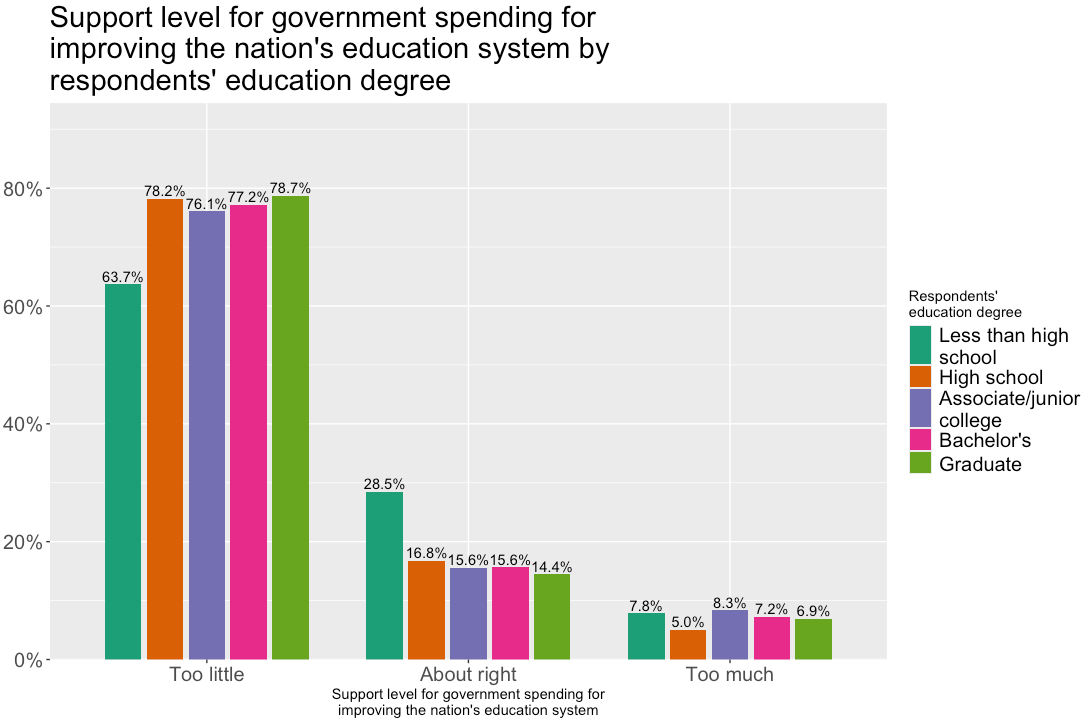 Support level for government spending for
improving the nation's education system by
respondents' education degree
80%
60%
40%
20%
0%
63.7%
78.2%
76.1%
77.2%
78.7%
28.5%
16.8%
15.6%
15.6%
14.4%
7.8%
5.0%
8.3%
7.2%
6.9%
Too little
About right
Too much
Support level for government spending for
improving the nation's education system
Respondents'
education degree
Less than high
school
High school
Associate/junior
college
Bachelor's
Graduate